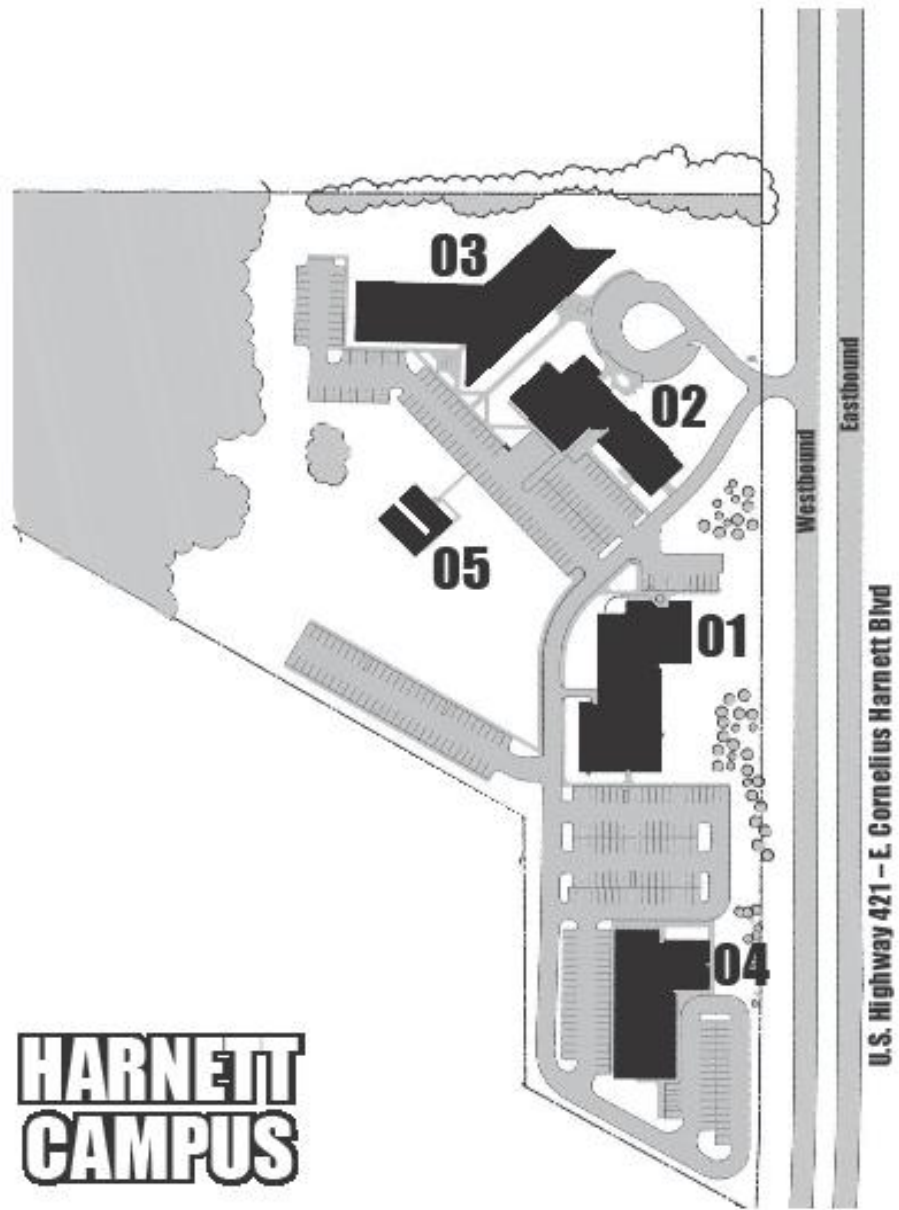 03
02
05
01
04
Westbound
Eastbound
U.S. Highway 421 – E. Cornelius Harnett Blvd
HARNETT
CAMPUS